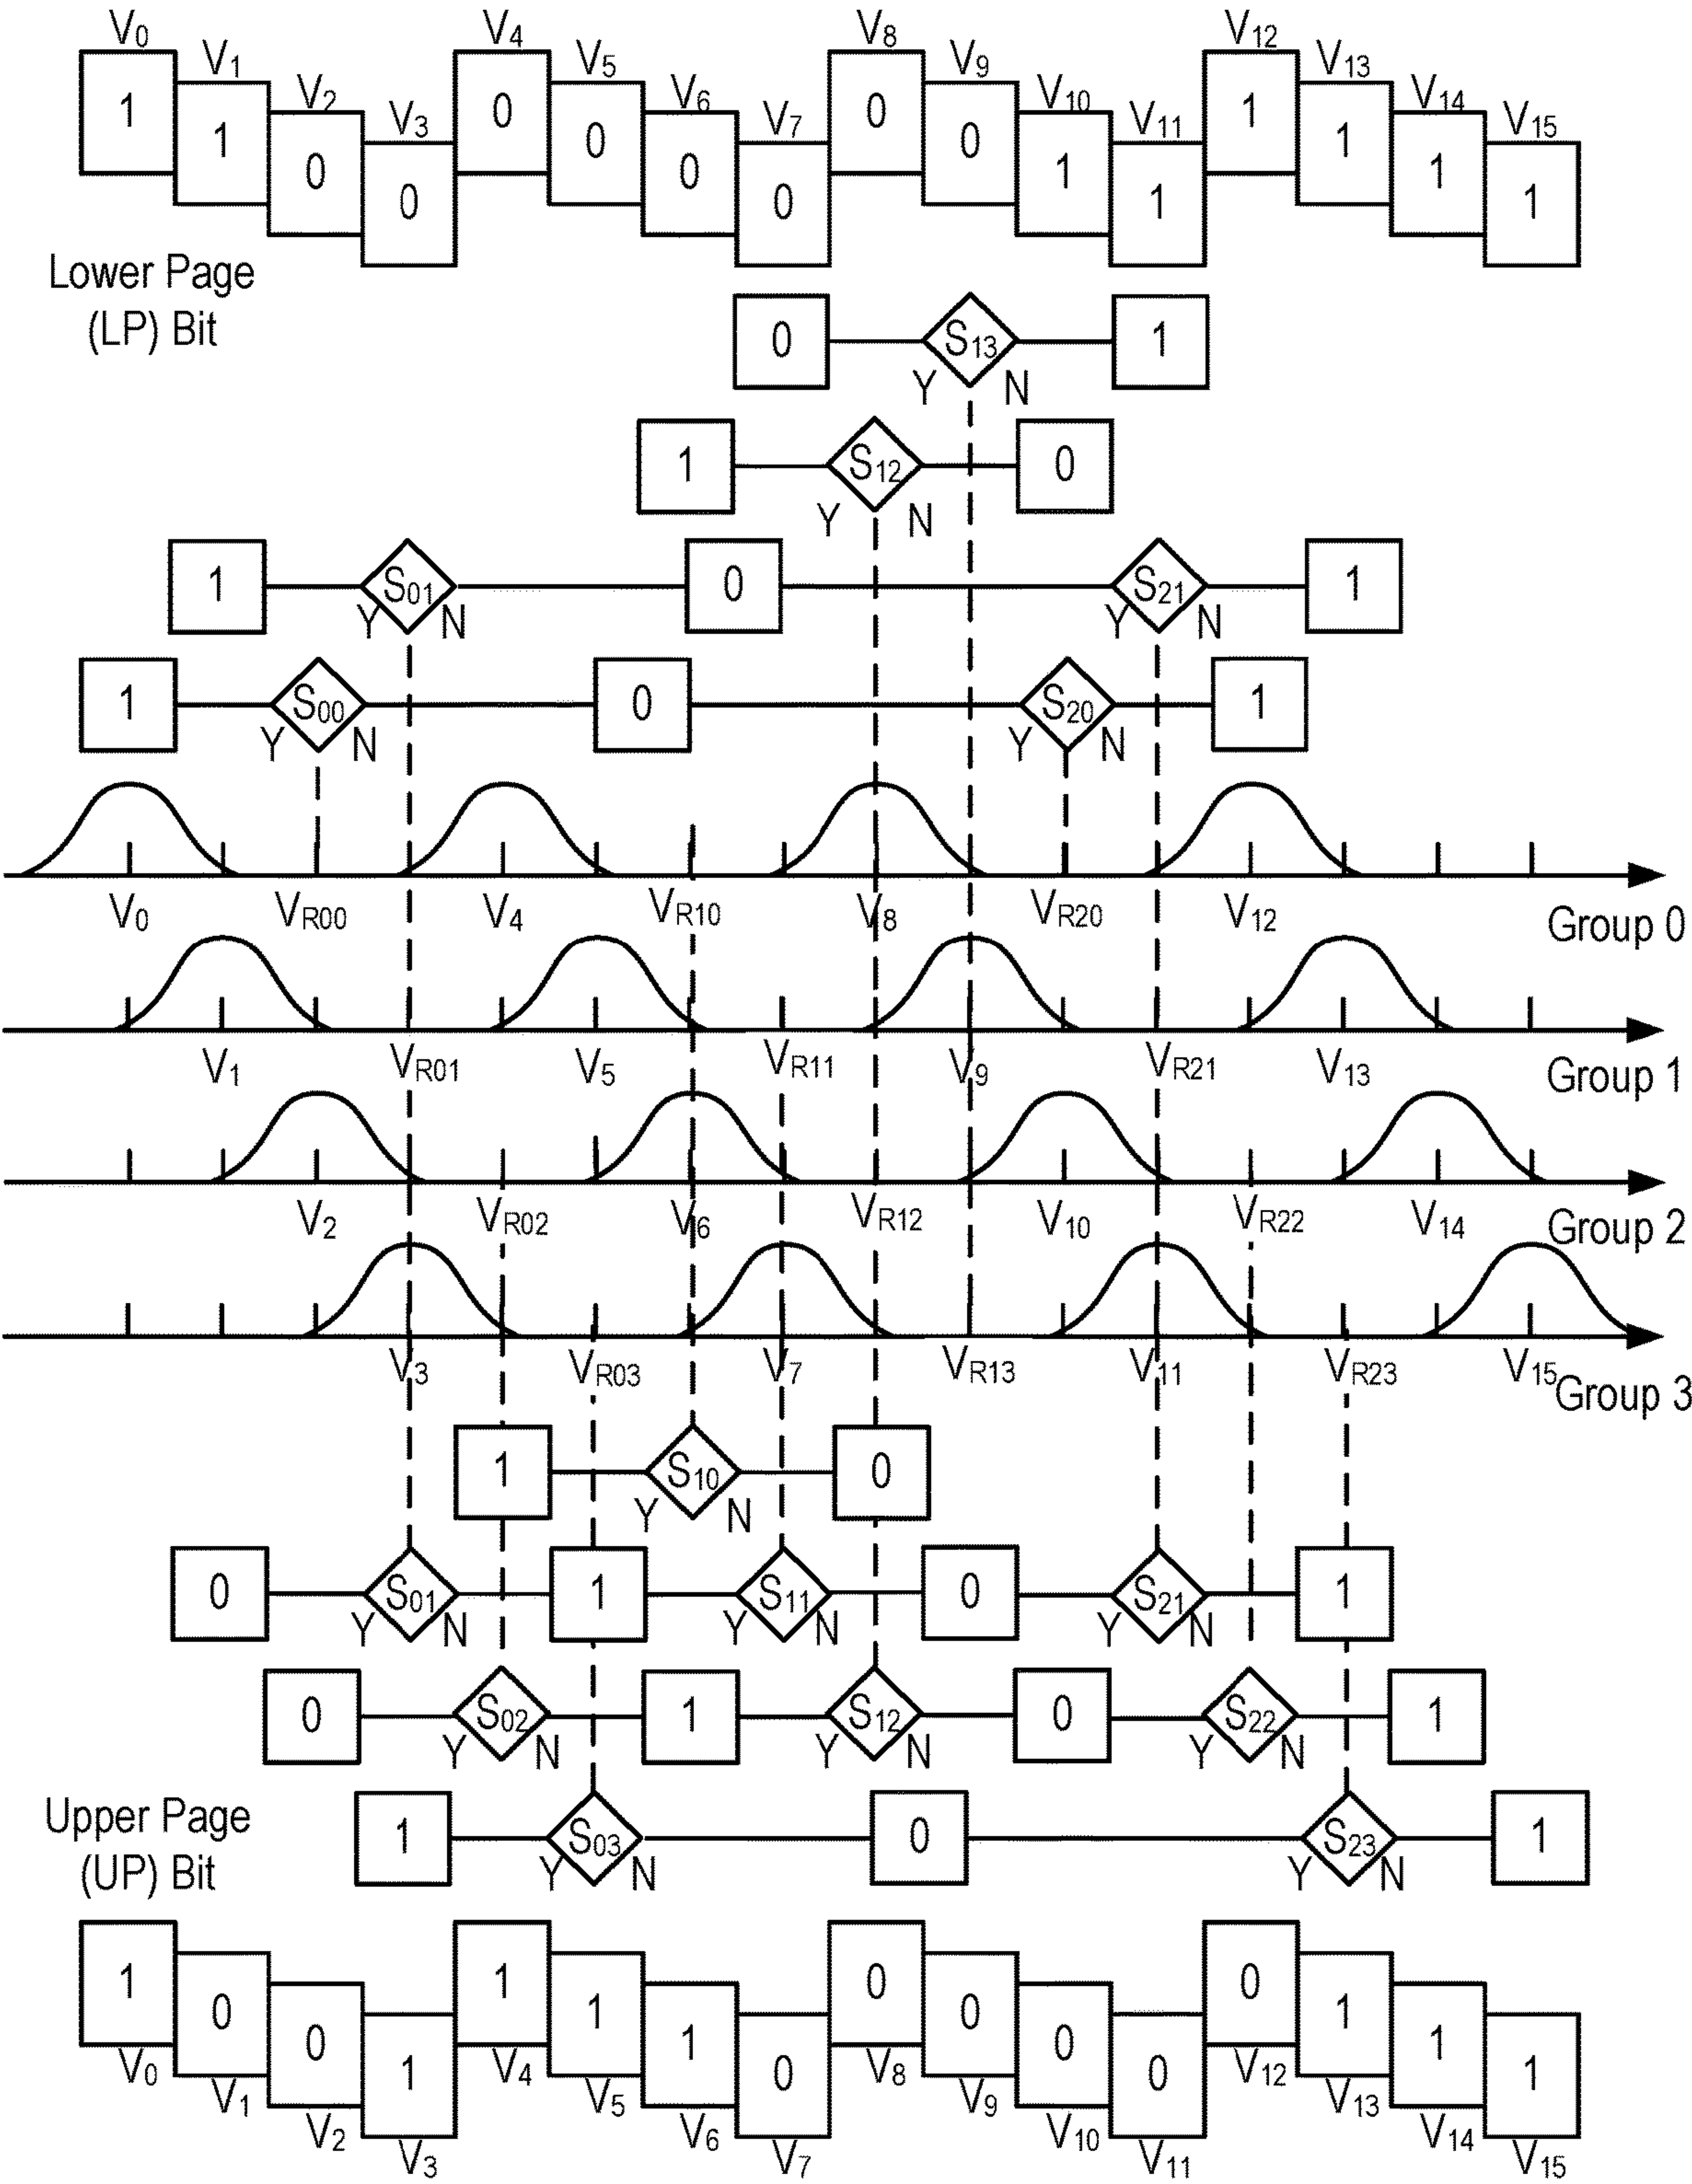 V0 V4 V8 V12
V1 V5 V9 V13
V2 V6 V10 V14
V3 V7 V11 V15
1 1 0 0 0 0 0 0 0 0 1 1 1 1 1 1
Lower Page
(LP) Bit
0 S13 1
Y N
1 S12 0
Y N
1 S01 0 S21 1
Y N Y N
1 S00 0 S20 1
Y N Y N
V0 VR00 V4 VR10 V8 VR20 V12
Group 0
V1 VR01 V5 VR11 V9 VR21 V13
Group 1
V2 VR02 V6 VR12 V10 VR22 V14
Group 2
V3 VR03 V7 VR13 V11 VR23 V15
Group 3
1 S10 0
Y N
0 S01 1 S11 0 S21 1
Y N Y N Y N
0 S02 1 S12 0 S22 1
Y N Y N Y N
Upper Page
(UP) Bit
1 S03 0 S23 1
Y N Y N
1 0 0 1 1 1 1 0 0 0 0 0 0 1 1 1
V0 V4 V8 V12
V1 V5 V9 V13
V2 V6 V10 V14
V3 V7 V11 V15